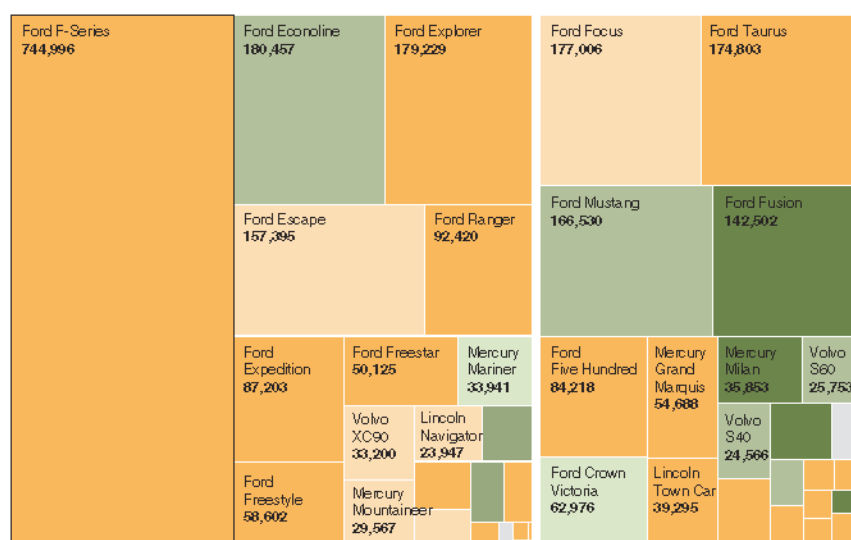 Ford F-Series
744,996
Ford Econoline
180,457
Ford Explorer
179,229
Ford Escape
157,395
Ford Ranger
92,420
Ford
Expedition
87,203
Ford Freestar
50,125
Mercury
Mariner
33,941
Volvo
XC90
33,200
Lincoln
Navigator
23,947
Ford
Freestyle
58,602
Mercury
Mountaineer
29,567
Ford Focus
177,006
Ford Taurus
174,803
Ford Mustang
166,530
Ford Fusion
142,502
Ford
Five Hundred
84,218
Mercury
Grand
Marquis
54,688
Mercury
Milan
35,853
Volvo
S60
25,753
Volvo
S40
24,566
Ford Crown
Victoria
62,976
Lincoln
Town Car
39,295